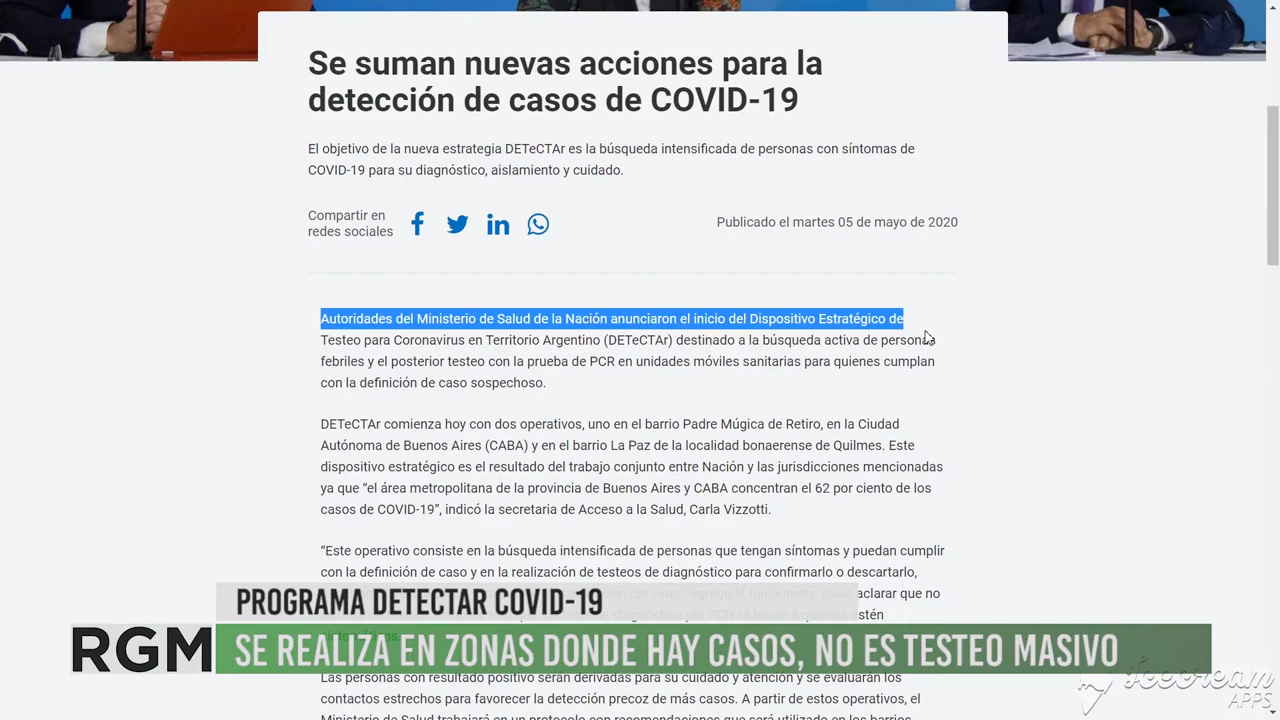 Se suman nuevas acciones para la
detección de casos de COVID-19
El objetivo de la nueva estrategia DETeCTAr es la búsqueda intensificada de personas con síntomas de
COVID-19 para su diagnóstico, aislamiento y cuidado.
Compartir en
redes sociales
Publicado el martes 05 de mayo de 2020
Autoridades del Ministerio de Salud de la Nación anunciaron el inicio del Dispositivo Estratégico de
Testeo para Coronavirus en Territorio Argentino (DETeCTAr) destinado a la búsqueda activa de personas
febriles y el posterior testeo con la prueba de PCR en unidades móviles sanitarias para quienes cumplan
con la definición de caso sospechoso.
DETeCTAr comienza hoy con dos operativos, uno en el barrio Padre Múgica de Retiro, en la Ciudad
Autónoma de Buenos Aires (CABA) y en el barrio La Paz de la localidad bonaerense de Quilmes. Este
dispositivo estratégico es el resultado del trabajo conjunto entre Nación y las jurisdicciones mencionadas
ya que “el área metropolitana de la provincia de Buenos Aires y CABA concentran el 62 por ciento de los
casos de COVID-19”, indicó la secretaria de Acceso a la Salud, Carla Vizzotti.
“Este operativo consiste en la búsqueda intensificada de personas que tengan síntomas y puedan cumplir
con la definición de caso y en la realización de testeos de diagnóstico para confirmarlo o descartarlo,
aclarar que no
estén
PROGRAMA DETECTAR COVID-19
RGM
SE REALIZA EN ZONAS DONDE HAY CASOS, NO ES TESTEO MASIVO
Las personas con resultado positivo serán derivadas para su cuidado y atención y se evaluarán los
contactos estrechos para favorecer la detección precoz de más casos. A partir de estos operativos, el
Ministerio de Salud trabajará en un protocolo con recomendaciones que será utilizado en los barrios
Icecream
APPS